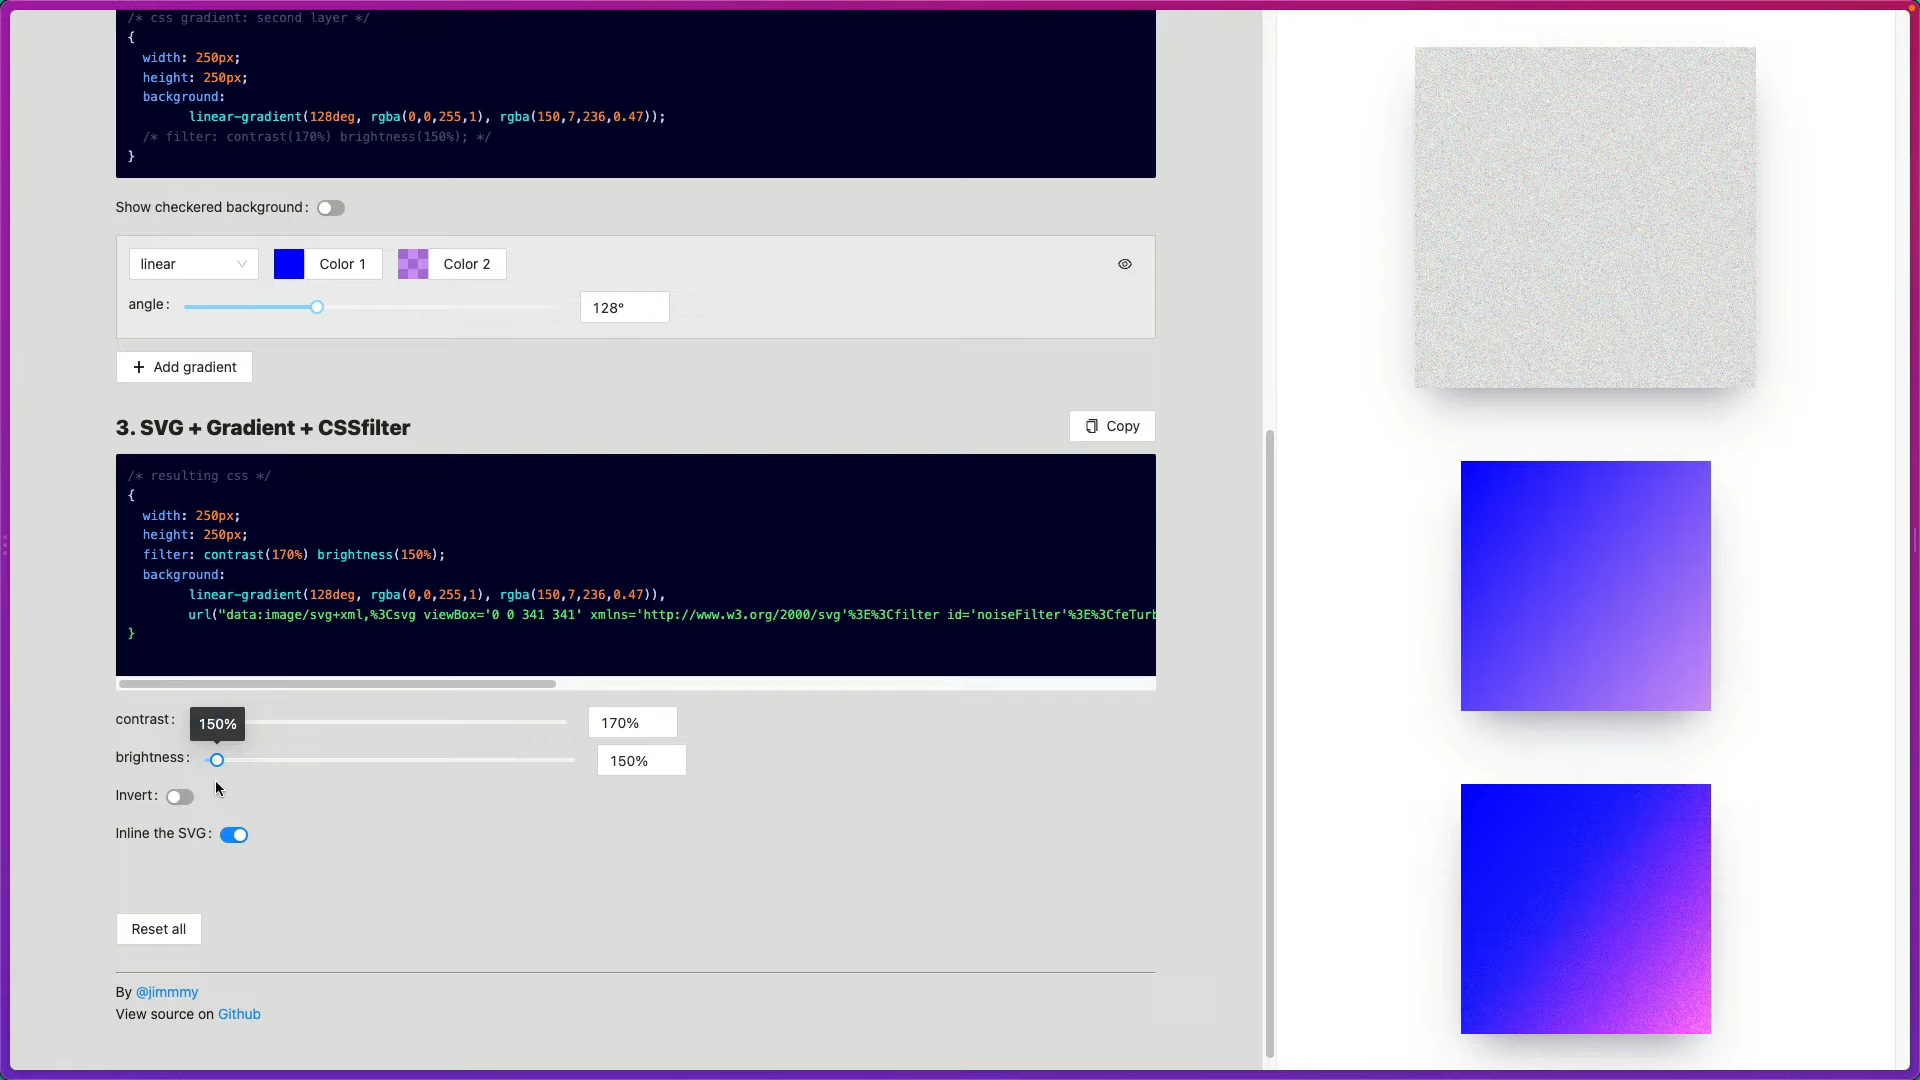 /* css gradient: second layer */
{
width: 250px;
height: 250px;
background:
linear-gradient(128deg, rgba(0,0,255,1), rgba(150,7,236,0.47));
/* filter: contrast(170%) brightness(150%); */
}
Show checkered background:
linear Color 1 Color 2
angle: 128°
+ Add gradient
3. SVG + Gradient + CSSfilter
Copy
/* resulting css */
{
width: 250px;
height: 250px;
filter: contrast(170%) brightness(150%);
background:
linear-gradient(128deg, rgba(0,0,255,1), rgba(150,7,236,0.47)),
url("data:image/svg+xml,%3Csvg viewBox='0 0 341 341' xmlns='http://www.w3.org/2000/svg'%3E%3Cfilter id='noiseFilter'%3E%3CfeTurb
}
contrast: 150% 170%
brightness: 150%
Invert:
Inline the SVG:
Reset all
By @jimmmy
View source on Github